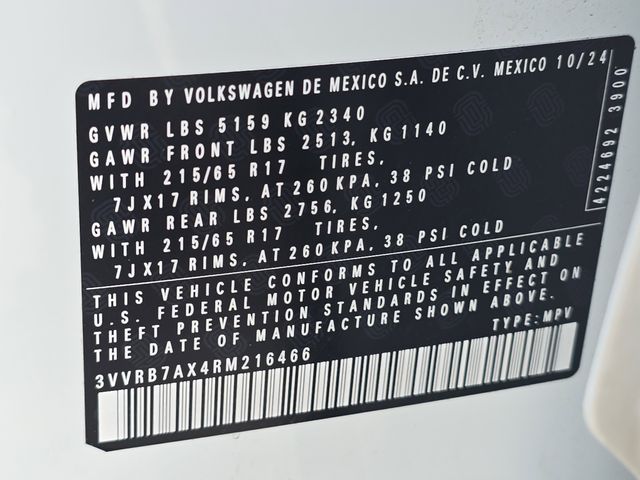 MFD BY VOLKSWAGEN DE MEXICO S.A. DE C.V. MEXICO 10/24
GVWR LBS 5159 KG 2340
GAWR FRONT LBS 2513, KG 1140
WITH 215/65 R17 TIRES,
7JX17 RIMS, AT 260 KPA, 38 PSI COLD
GAWR REAR LBS 2756, KG 1250
WITH 215/65 R17 TIRES,
7JX17 RIMS, AT 260 KPA, 38 PSI COLD
THIS VEHICLE CONFORMS TO ALL APPLICABLE
U.S. FEDERAL MOTOR VEHICLE SAFETY AND
THEFT PREVENTION STANDARDS IN EFFECT ON
THE DATE OF MANUFACTURE SHOWN ABOVE.
TYPE: MPV
3VVRB7AX4RM216466
4224692 3900